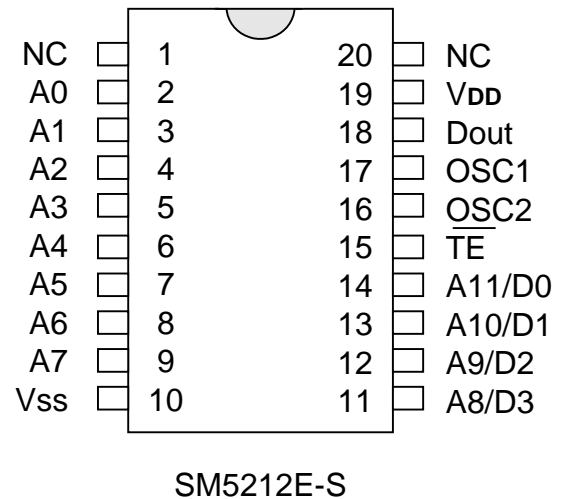 NC 1 20 NC
A0 2 19 VDD
A1 3 18 Dout
A2 4 17 OSC1
A3 5 16 OSC2
A4 6 15 T̅E̅
A5 7 14 A11/D0
A6 8 13 A10/D1
A7 9 12 A9/D2
Vss 10 11 A8/D3
SM5212E-S